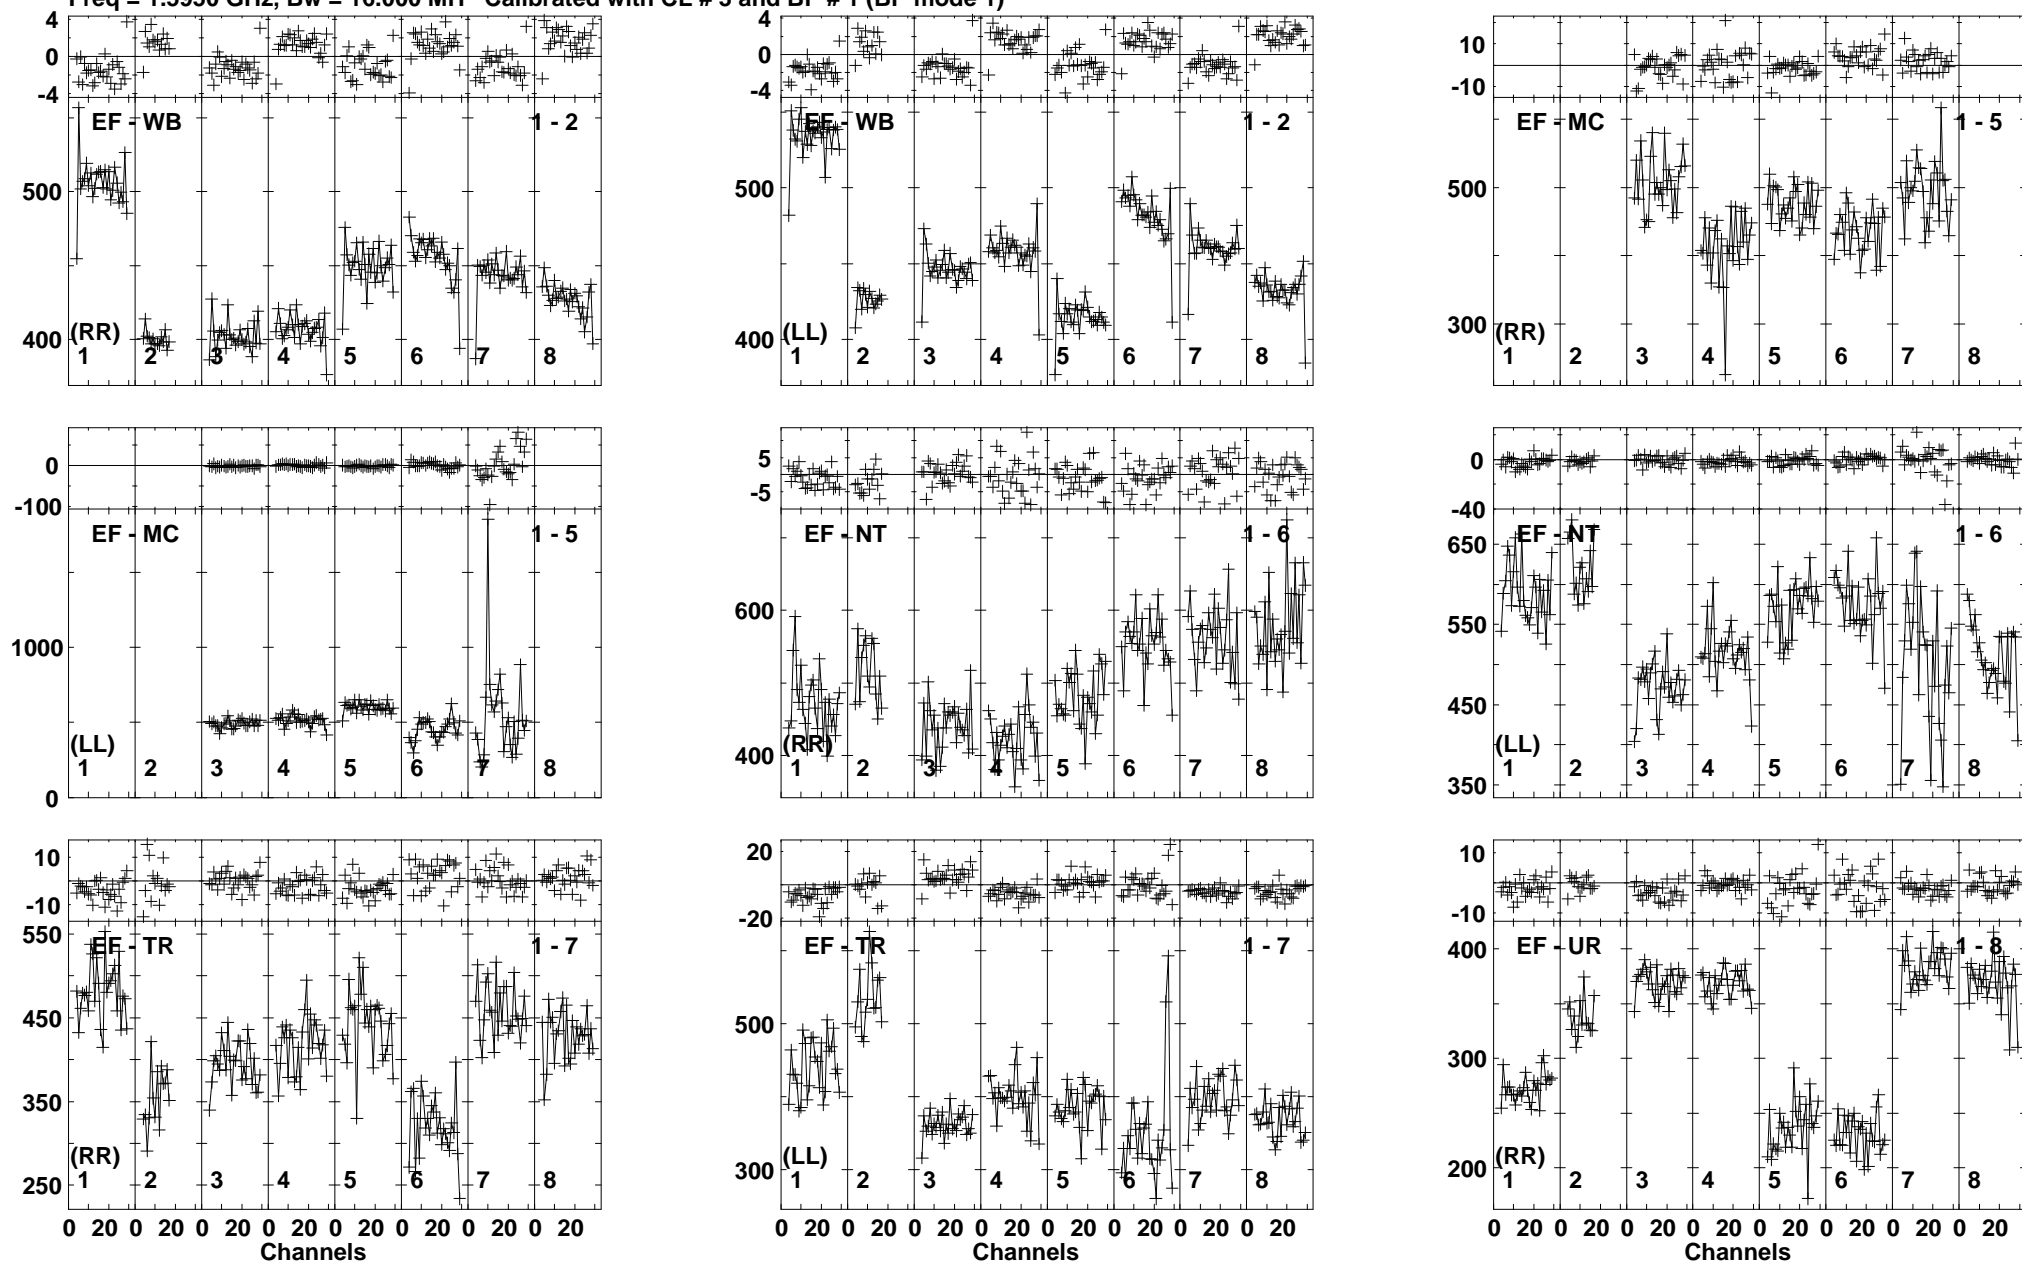 Freq = 1.5950 GHz, Bw = 16.000 MH Calibrated with CL # 3 and BP # 1 (BP mode 1)
4 0 -4
EF - WB 1 - 2
500 400
(RR)
1 2 3 4 5 6 7 8
4 0 -4
EF - WB 1 - 2
500 400
(LL)
1 2 3 4 5 6 7 8
10 -10
EF - MC 1 - 5
500 300
(RR)
1 2 3 4 5 6 7 8
0 -100
EF - MC 1 - 5
1000 0
(LL)
1 2 3 4 5 6 7 8
5 -5
EF - NT 1 - 6
600 400
(RR)
1 2 3 4 5 6 7 8
0 -40
EF - NT 1 - 6
650 550 450 350
(LL)
1 2 3 4 5 6 7 8
10 -10
EF - TR 1 - 7
550 450 350 250
(RR)
1 2 3 4 5 6 7 8
0 20 0 20 0 20 0 20 0 20 0 20 0 20 0 20
Channels
20 0 -20
EF - TR 1 - 7
500 300
(LL)
1 2 3 4 5 6 7 8
0 20 0 20 0 20 0 20 0 20 0 20 0 20 0 20
Channels
10 -10
EF - UR 1 - 8
400 300 200
(RR)
1 2 3 4 5 6 7 8
0 20 0 20 0 20 0 20 0 20 0 20 0 20 0 20
Channels